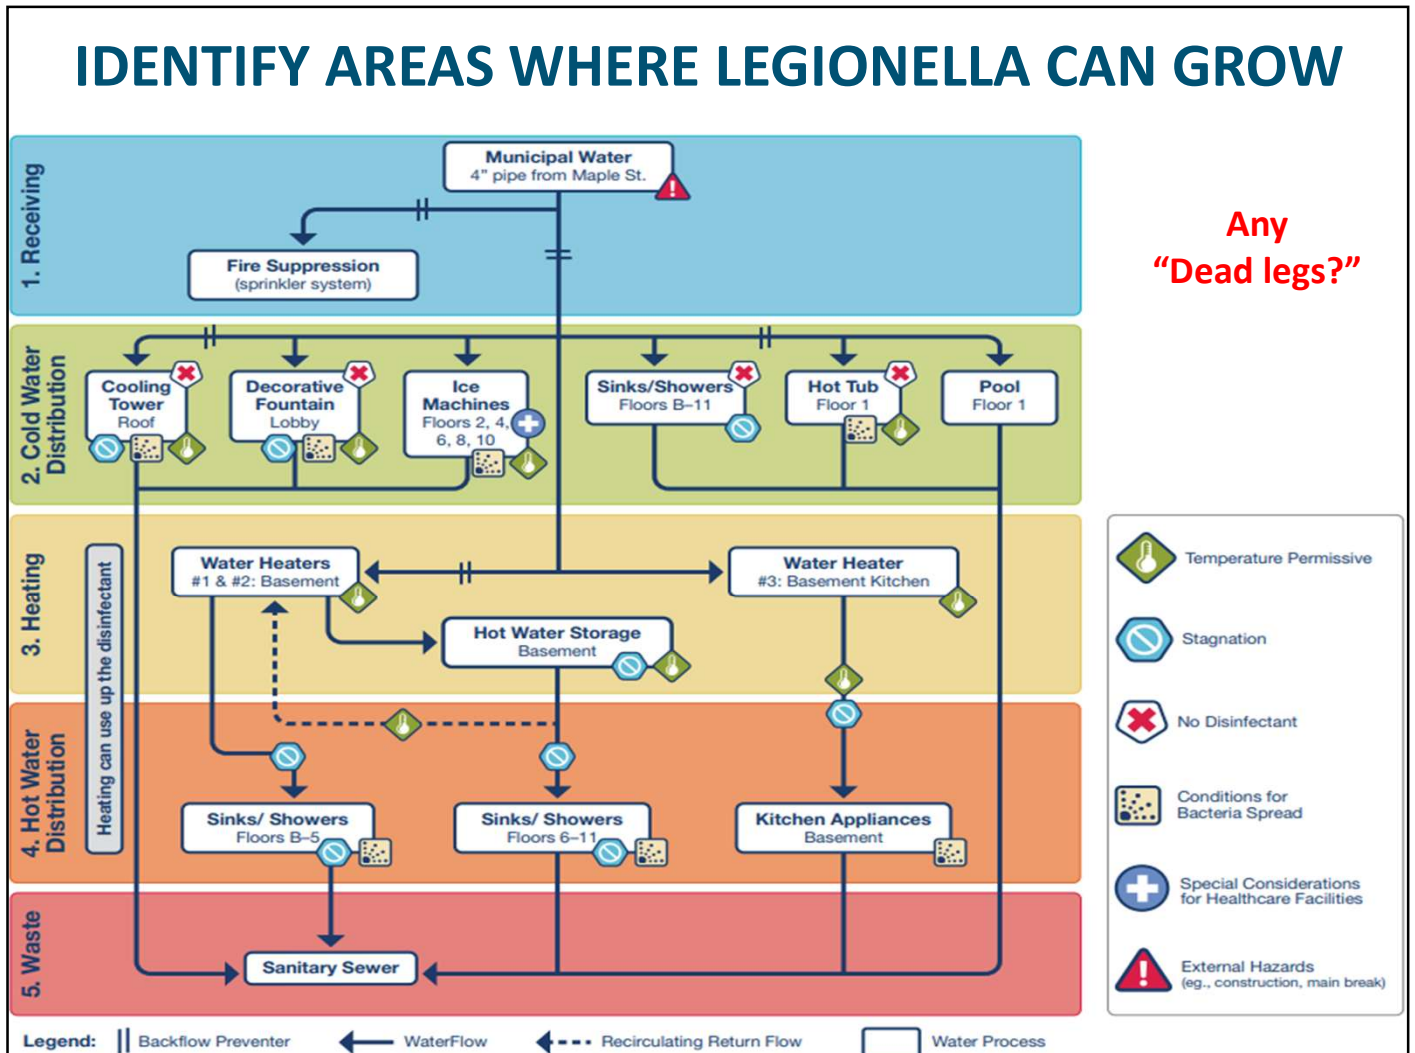 IDENTIFY AREAS WHERE LEGIONELLA CAN GROW
1. Receiving
Municipal Water
4" pipe from Maple St.
Fire Suppression
(sprinkler system)
Any
“Dead legs?”
2. Cold Water
Distribution
Cooling
Tower
Roof
Decorative
Fountain
Lobby
Ice
Machines
Floors 2, 4,
6, 8, 10
Sinks/Showers
Floors B–11
Hot Tub
Floor 1
Pool
Floor 1
3. Heating
Heating can use up the disinfectant
Water Heaters
#1 & #2: Basement
Water Heater
#3: Basement Kitchen
Hot Water Storage
Basement
4. Hot Water
Distribution
Sinks/ Showers
Floors B–5
Sinks/ Showers
Floors 6–11
Kitchen Appliances
Basement
5. Waste
Sanitary Sewer
Temperature Permissive
Stagnation
No Disinfectant
Conditions for
Bacteria Spread
Special Considerations
for Healthcare Facilities
External Hazards
(eg., construction, main break)
Legend: Backflow Preventer WaterFlow Recirculating Return Flow Water Process